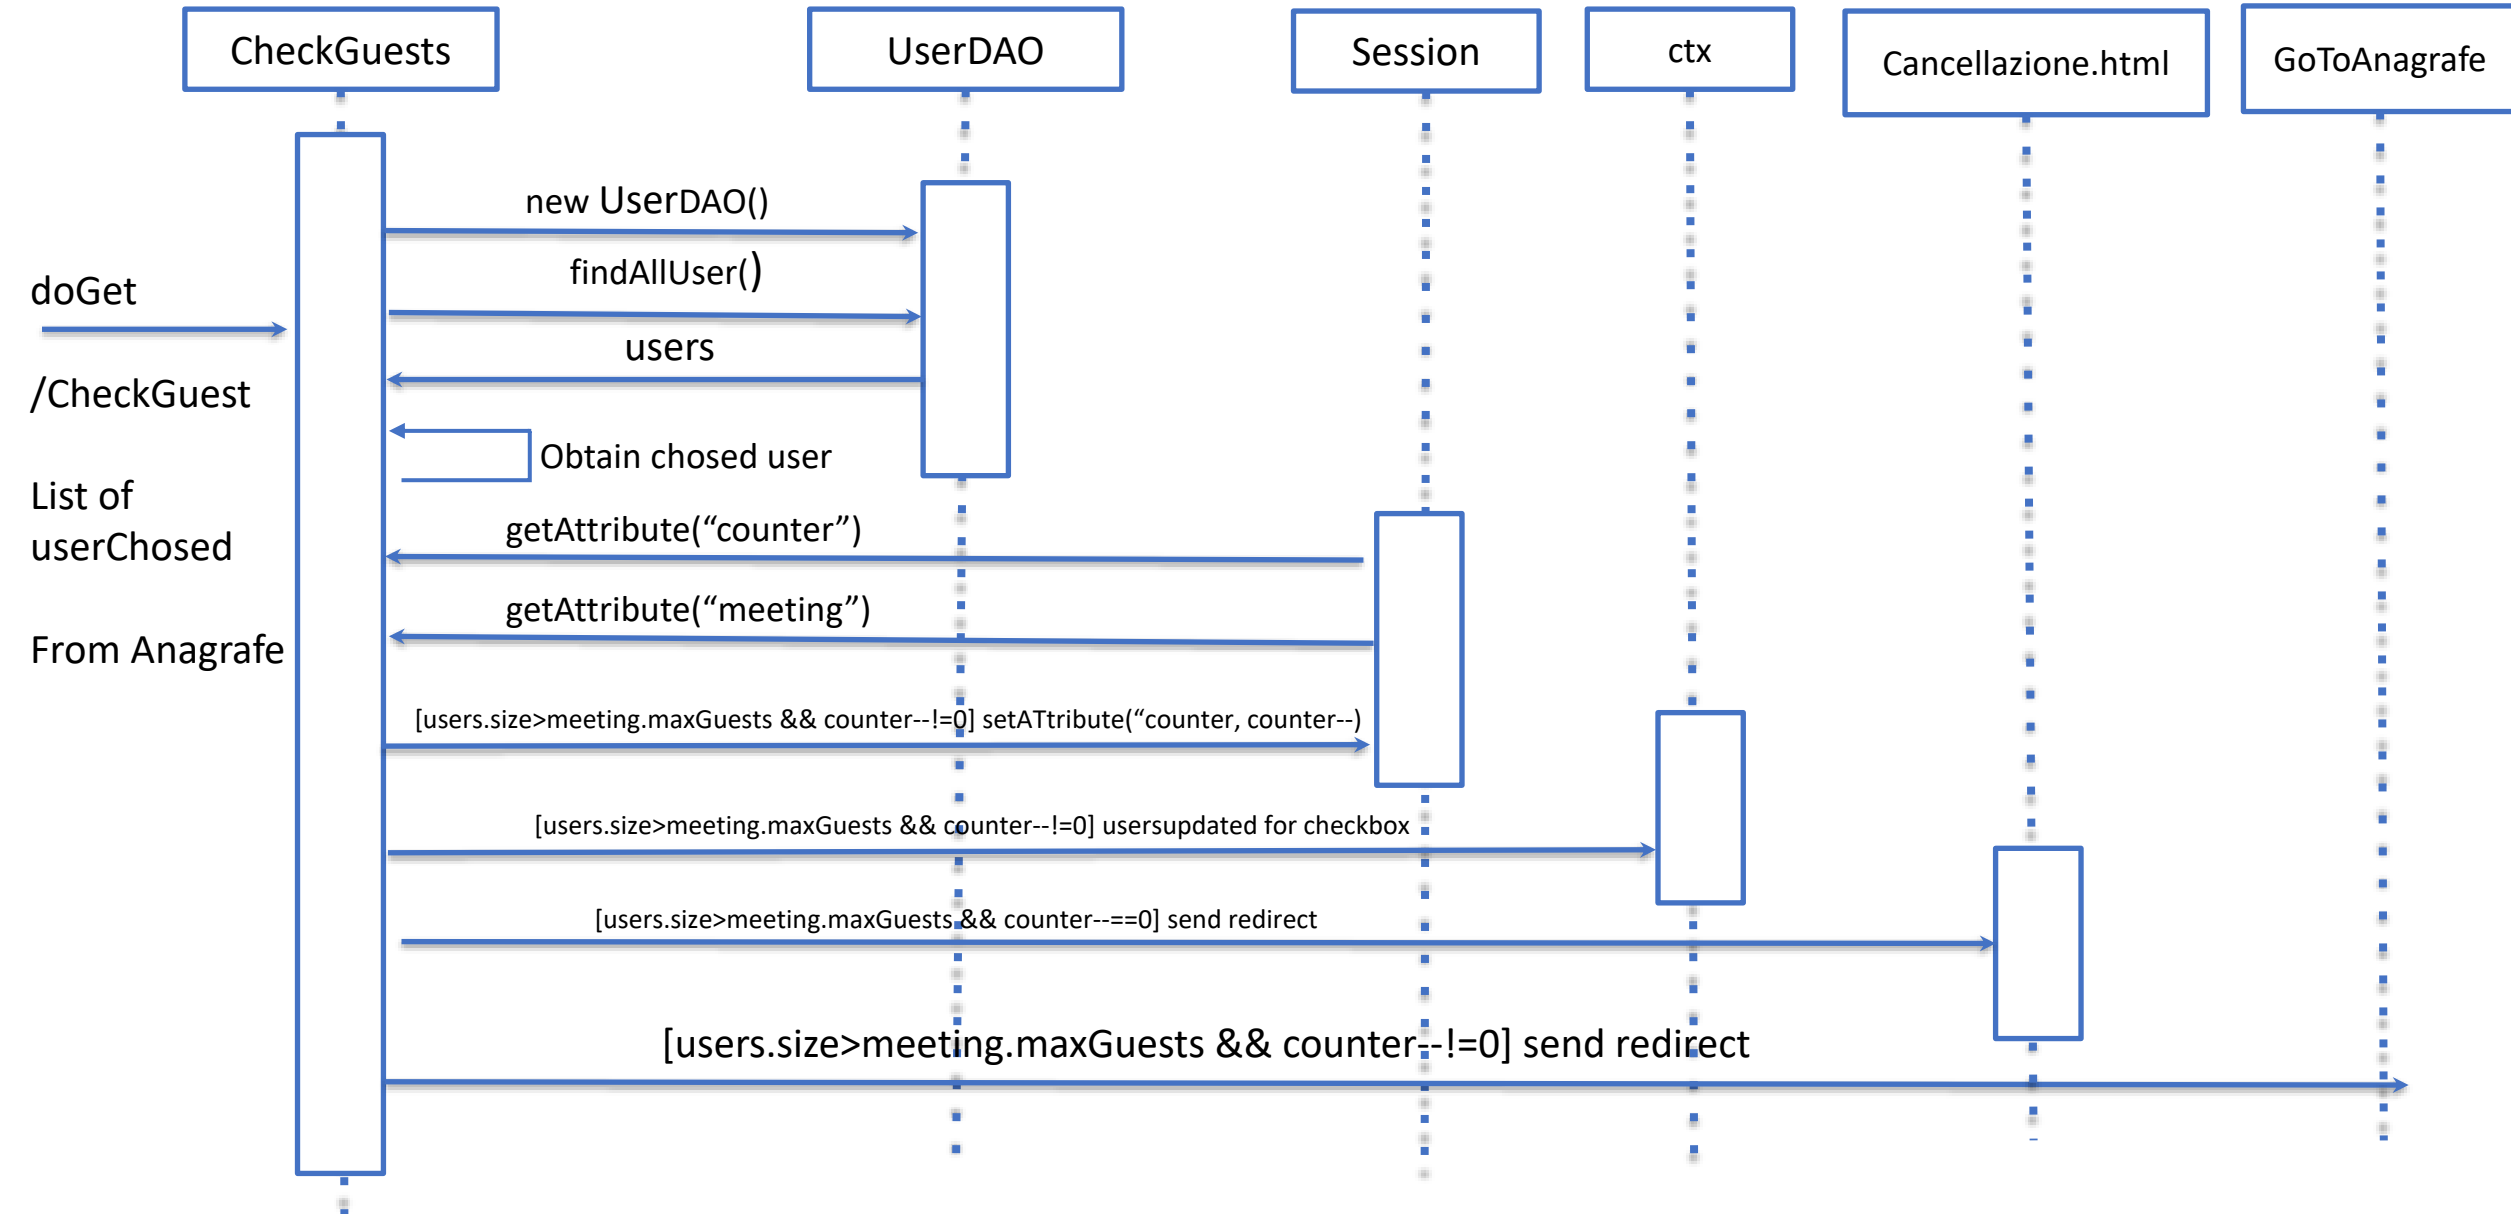 CheckGuests
UserDAO
Session
ctx
Cancellazione.html
GoToAnagrafe
new UserDAO()
findAllUser()
doGet
users
/CheckGuest
Obtain chosed user
List of
userChosed
getAttribute(“counter”)
getAttribute(“meeting”)
From Anagrafe
[users.size>meeting.maxGuests && counter--!=0] setATtribute(“counter, counter--)
[users.size>meeting.maxGuests && counter--!=0] usersupdated for checkbox
[users.size>meeting.maxGuests && counter--==0] send redirect
[users.size>meeting.maxGuests && counter--!=0] send redirect